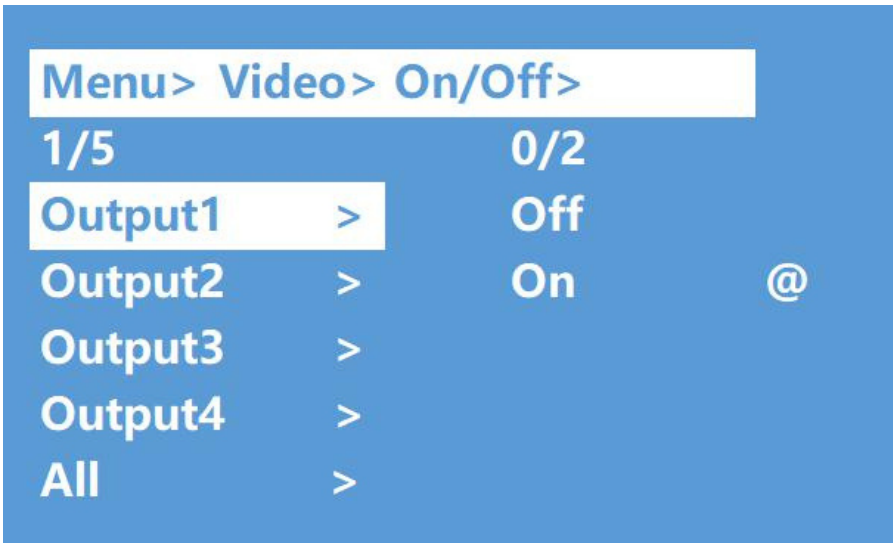 Menu> Video> On/Off>
1/5 0/2
Output1 > Off
Output2 > On @
Output3 >
Output4 >
All >